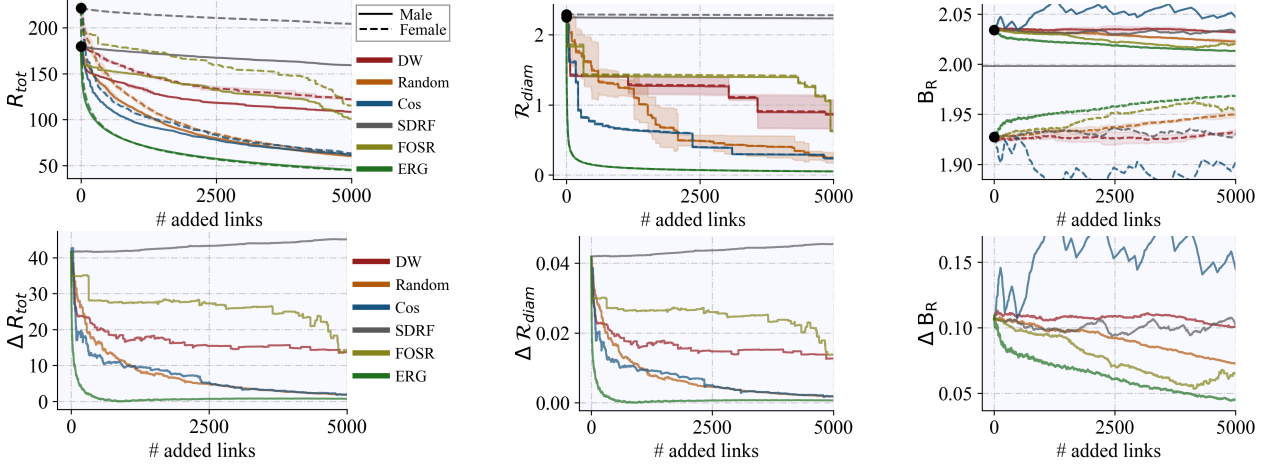 200
150
100
50
R_tot
0
2500
5000
# added links
Male
Female
DW
Random
Cos
SDRF
FOSR
ERG
2
1
0
R_diam
0
2500
5000
# added links
2.05
2.00
1.95
1.90
B_R
0
2500
5000
# added links
40
30
20
10
0
Δ R_tot
0
2500
5000
# added links
DW
Random
Cos
SDRF
FOSR
ERG
0.04
0.02
0.00
Δ R_diam
0
2500
5000
# added links
0.15
0.10
0.05
Δ B_R
0
2500
5000
# added links